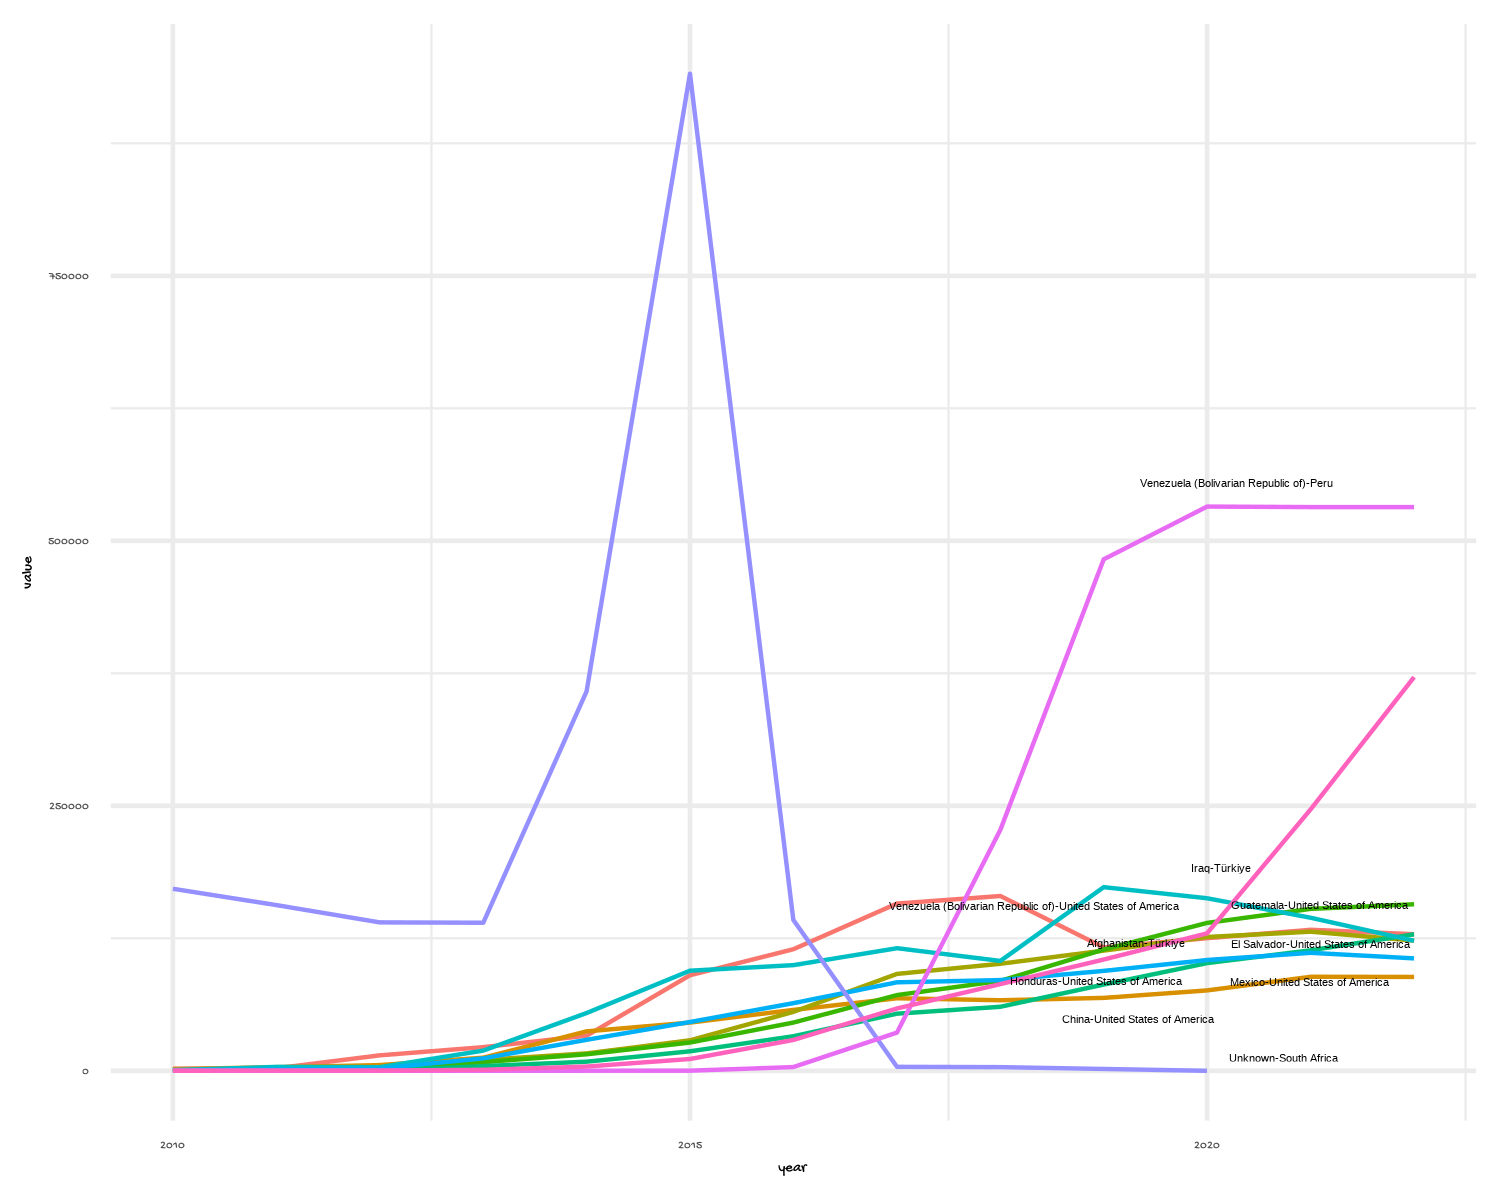 750000
500000
250000
0
value
Venezuela (Bolivarian Republic of)-Peru
Iraq-Türkiye
Venezuela (Bolivarian Republic of)-United States of America
Guatemala-United States of America
Afghanistan-Türkiye
El Salvador-United States of America
Honduras-United States of America
Mexico-United States of America
China-United States of America
Unknown-South Africa
2010
2015
2020
year